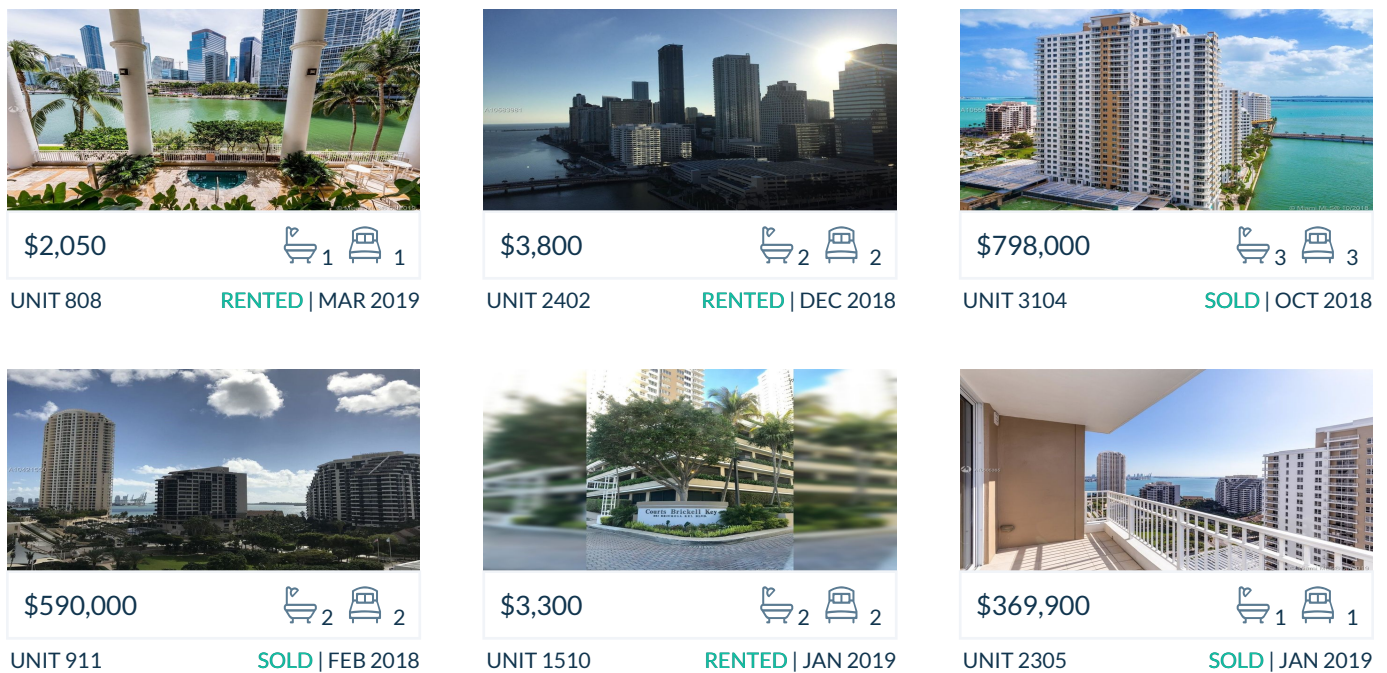 $2,050 1 1
UNIT 808 RENTED | MAR 2019
$3,800 2 2
UNIT 2402 RENTED | DEC 2018
$798,000 3 3
UNIT 3104 SOLD | OCT 2018
Courts Brickell Key
$590,000 2 2
UNIT 911 SOLD | FEB 2018
$3,300 2 2
UNIT 1510 RENTED | JAN 2019
$369,900 1 1
UNIT 2305 SOLD | JAN 2019